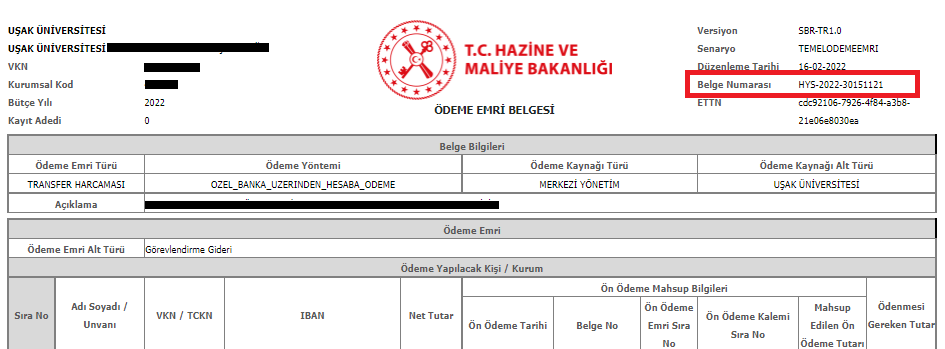 UŞAK ÜNİVERSİTESİ
UŞAK ÜNİVERSİTESİ
VKN
Kurumsal Kod
Bütçe Yılı 2022
Kayıt Adedi 0
T.C. HAZİNE VE
MALİYE BAKANLIĞI
ÖDEME EMRİ BELGESİ
Versiyon SBR-TR1.0
Senaryo TEMELODEMEEMRI
Düzenleme Tarihi 16-02-2022
Belge Numarası HYS-2022-30151121
ETTN cdc92106-7926-4f84-a3b8-
21e06e8030ea
Belge Bilgileri
Ödeme Emri Türü Ödeme Yöntemi Ödeme Kaynağı Türü Ödeme Kaynağı Alt Türü
TRANSFER HARCAMASI OZEL_BANKA_UZERINDEN_HESABA_ODEME MERKEZİ YÖNETİM UŞAK ÜNİVERSİTESİ
Açıklama
Ödeme Emri
Ödeme Emri Alt Türü Görevlendirme Gideri
Ödeme Yapılacak Kişi / Kurum
Sıra No
Adı Soyadı /
Unvanı
VKN / TCKN
IBAN
Net Tutar
Ön Ödeme Mahsup Bilgileri
Ön Ödeme Tarihi
Belge No
Ön Ödeme
Emri Sıra
No
Ön Ödeme Kalemi
Sıra No
Mahsup
Edilen Ön
Ödeme Tutarı
Ödenmesi
Gereken Tutar